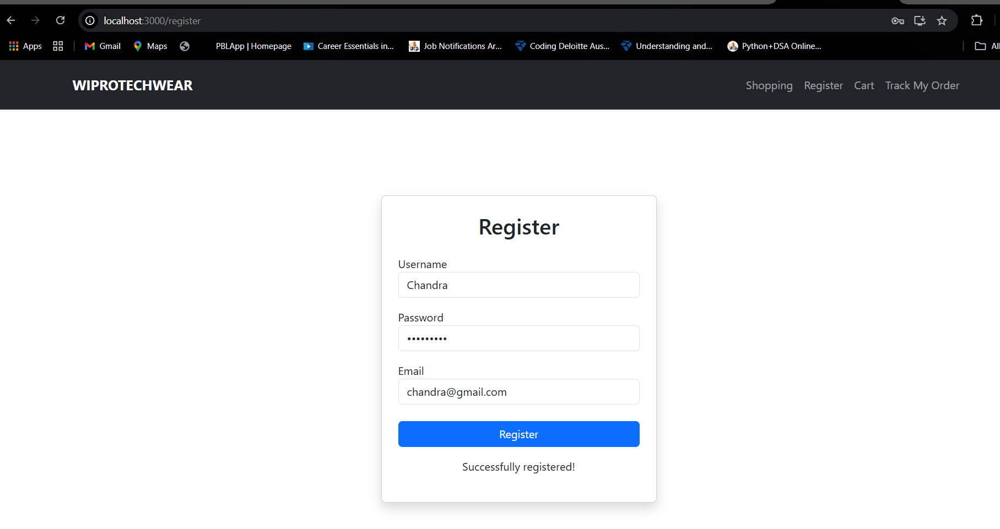 localhost:3000/register
Apps Gmail Maps PBLApp | Homepage Career Essentials in... Job Notifications Ar... Coding Deloitte Aus... Understanding and... Python+DSA Online...
WIPROTECHWEAR Shopping Register Cart Track My Order
Register
Username
Chandra
Password
•••••••••
Email
chandra@gmail.com
Register
Successfully registered!